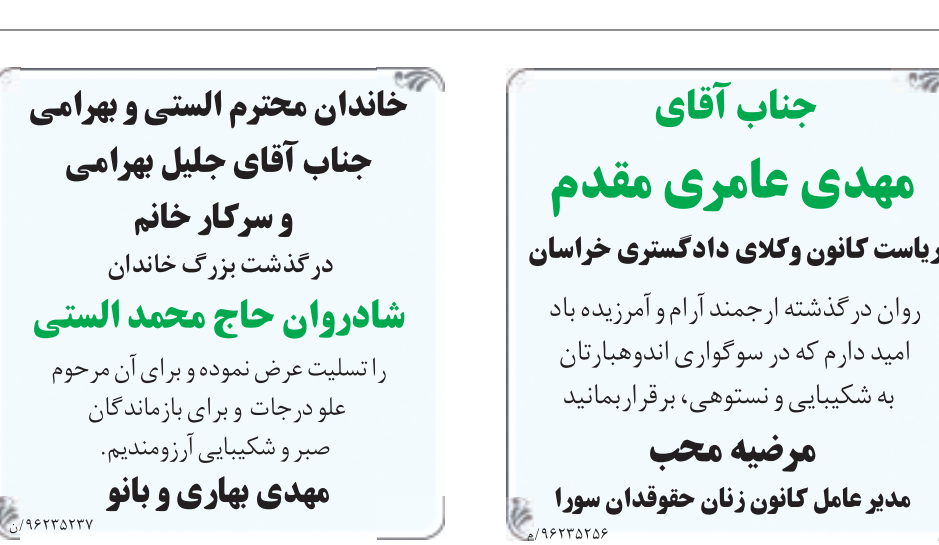 جناب آقای
مهدی عامری مقدم
ریاست کانون وکلای دادگستری خراسان
روان درگذشته ارجمند آرام و آمرزیده باد
امید دارم که در سوگواری اندوهبارتان
به شکیبایی و نستوهی، برقرار بمانید
مرضیه محب
مدیر عامل کانون زنان حقوقدان سورا
۹۶۲۳۵۲۵۶/م
خاندان محترم الستی و بهرامی
جناب آقای جلیل بهرامی
و سرکار خانم
درگذشت بزرگ خاندان
شادروان حاج محمد الستی
را تسلیت عرض نموده و برای آن مرحوم
علو درجات و برای بازماندگان
صبر و شکیبایی آرزومندیم.
مهدی بهاری و بانو
۹۶۲۳۵۲۳۷/ن